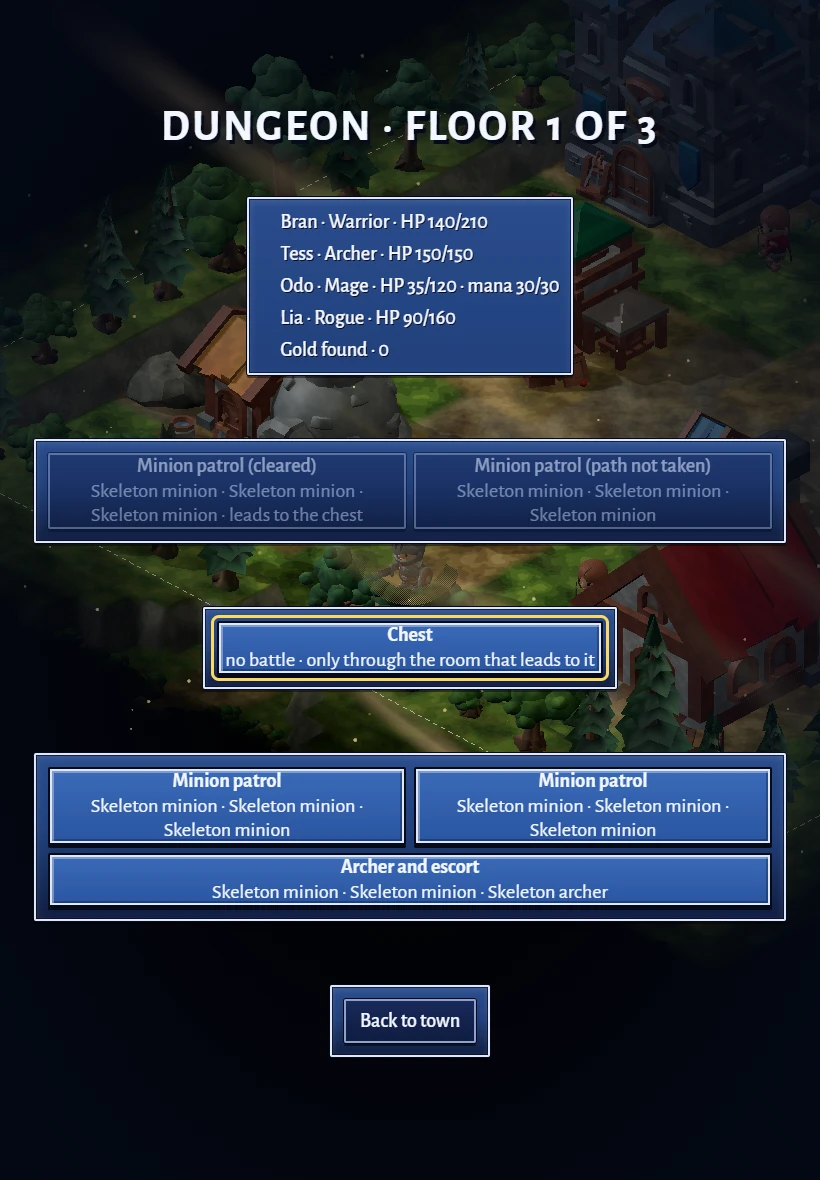 DUNGEON · FLOOR 1 OF 3
Bran · Warrior · HP 140/210
Tess · Archer · HP 150/150
Odo · Mage · HP 35/120 · mana 30/30
Lia · Rogue · HP 90/160
Gold found · 0
Minion patrol (cleared)
Skeleton minion · Skeleton minion ·
Skeleton minion · leads to the chest
Minion patrol (path not taken)
Skeleton minion · Skeleton minion ·
Skeleton minion
Chest
no battle · only through the room that leads to it
Minion patrol
Skeleton minion · Skeleton minion ·
Skeleton minion
Minion patrol
Skeleton minion · Skeleton minion ·
Skeleton minion
Archer and escort
Skeleton minion · Skeleton minion · Skeleton archer
Back to town